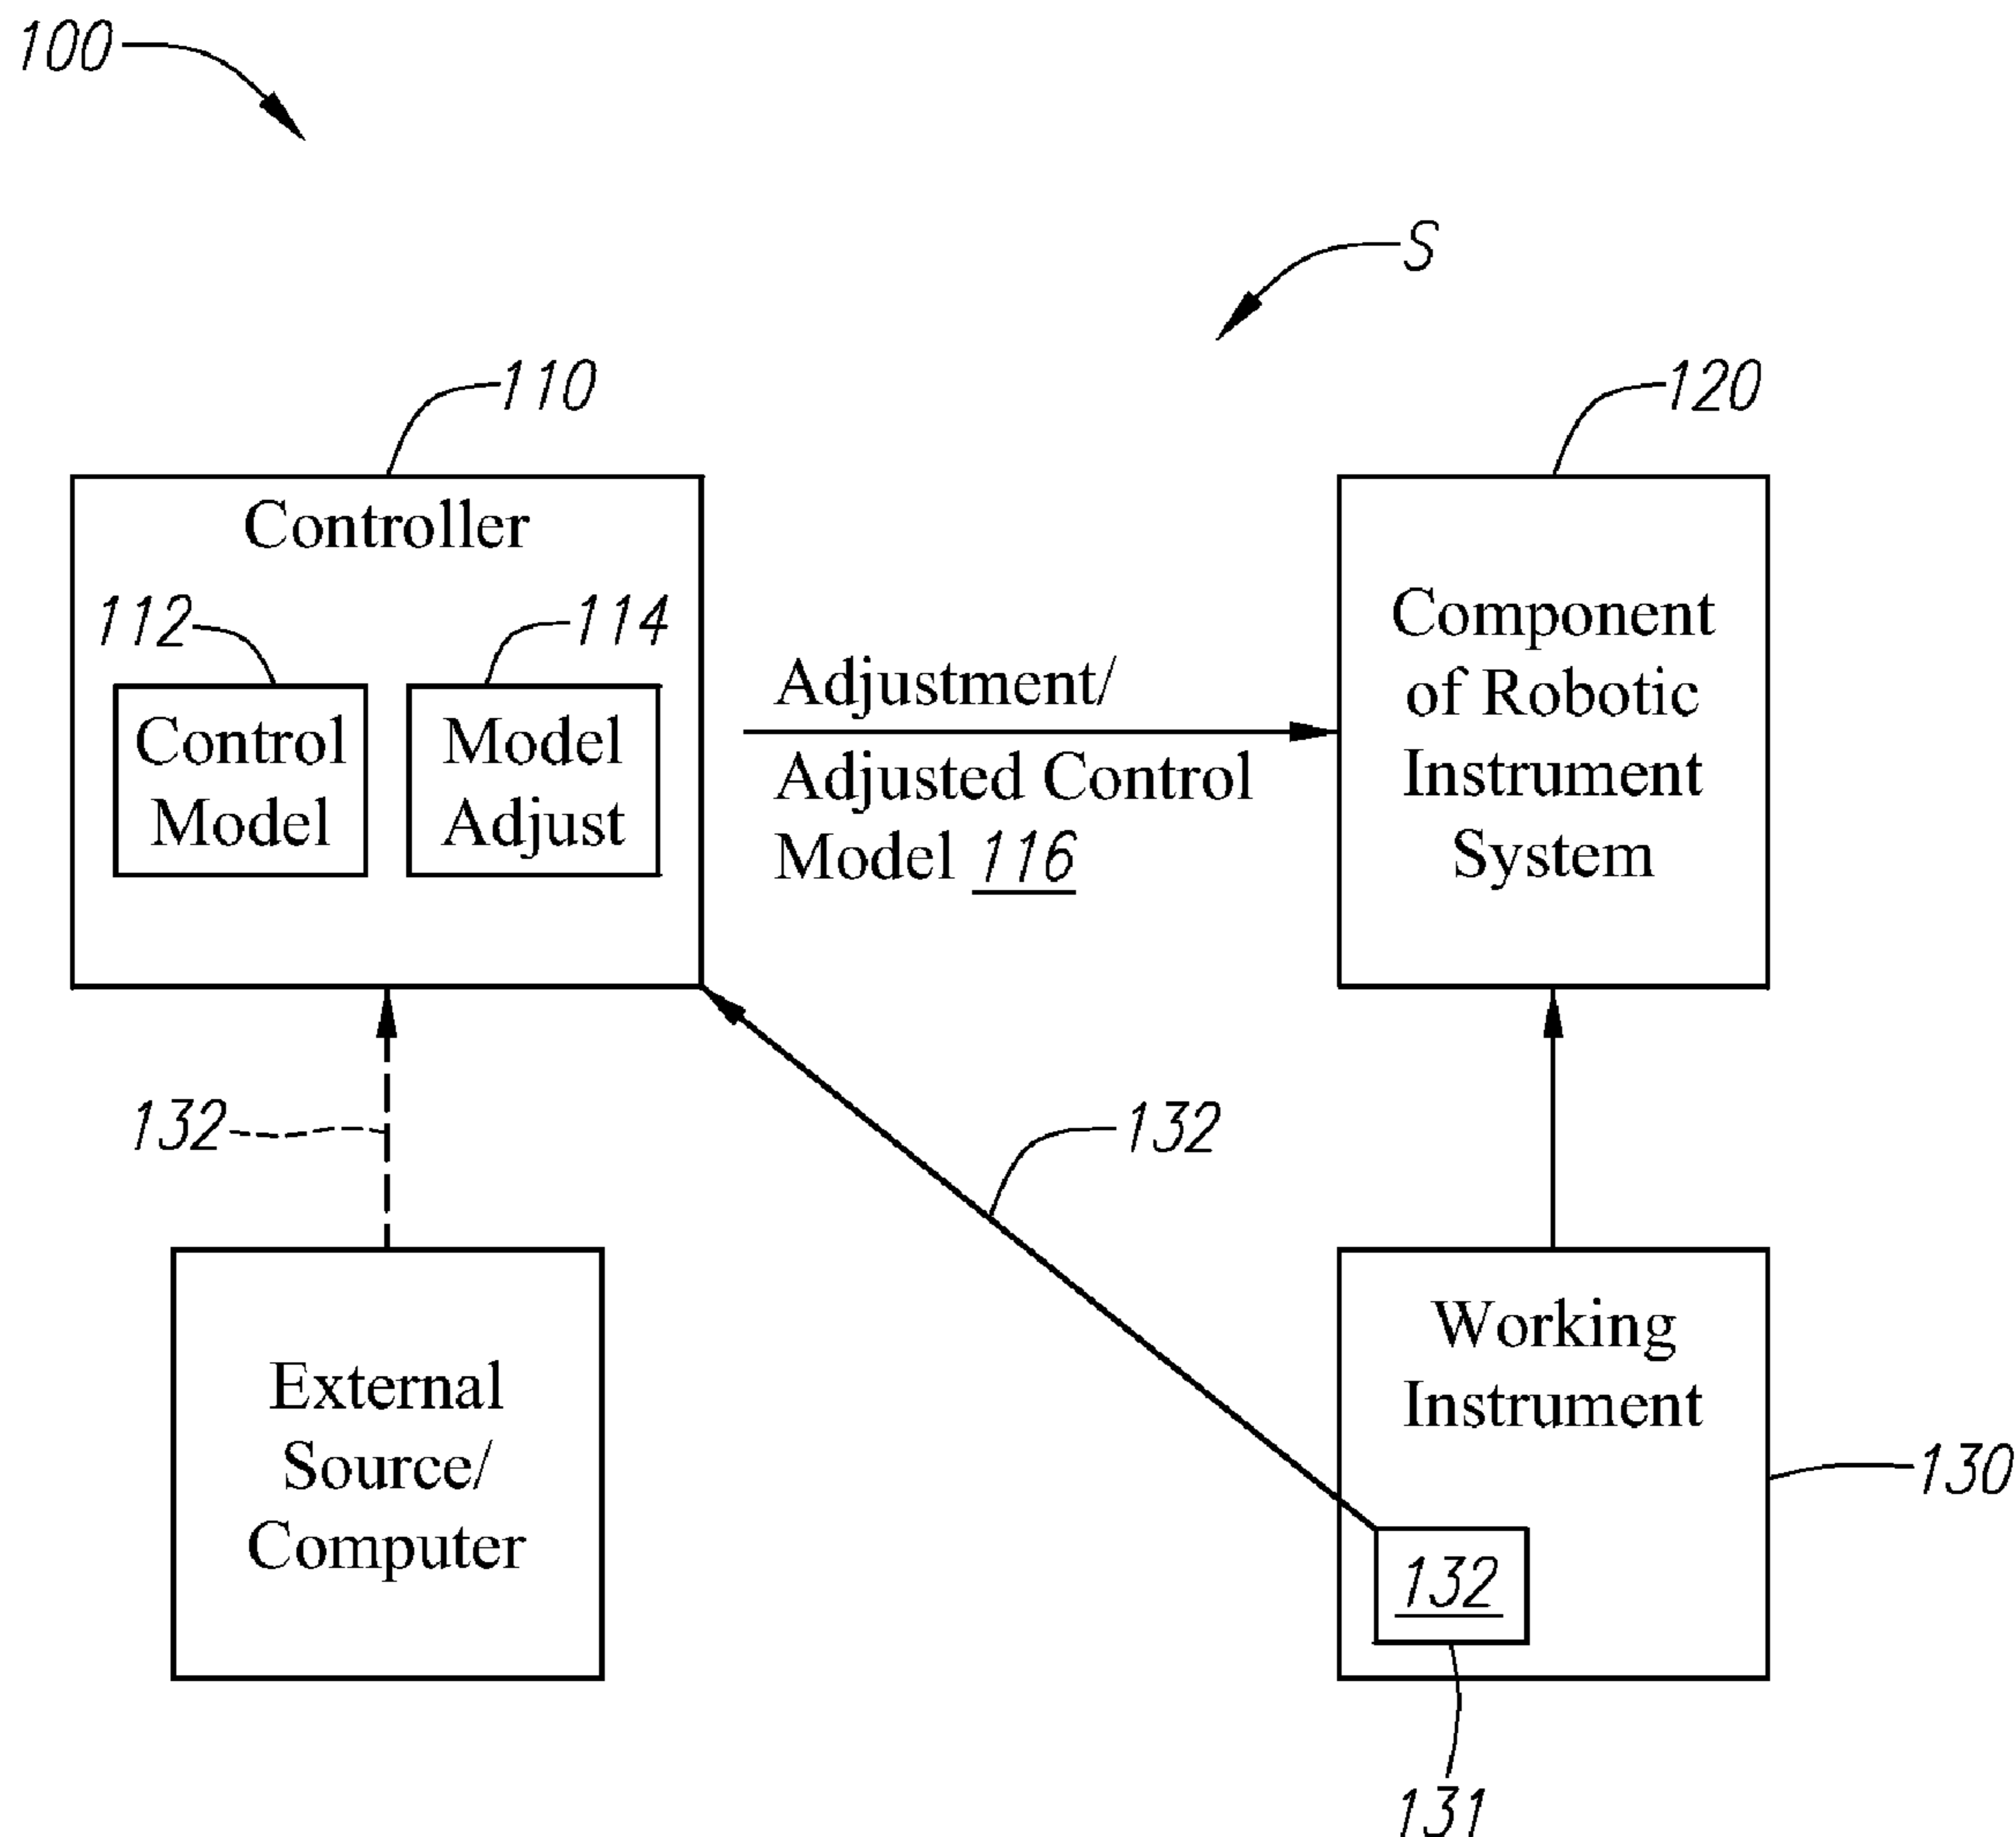 100
S
110
120
Controller
112
114
Control
Model
Model
Adjust
Adjustment/
Adjusted Control
Model 116
Component
of Robotic
Instrument
System
132
132
External
Source/
Computer
Working
Instrument
130
132
131